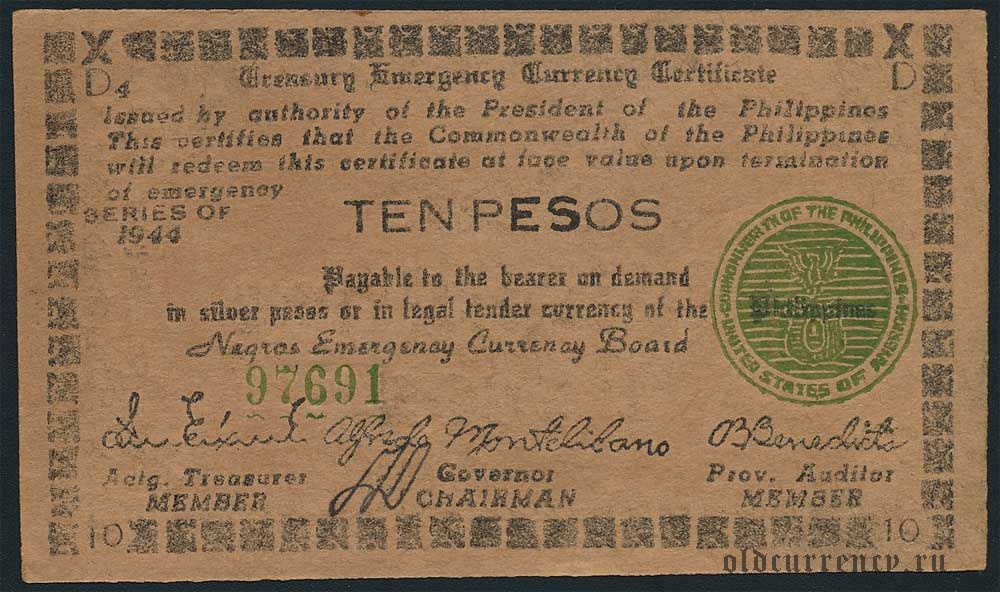 X X
D4 D
Treasury Emergency Currency Certificate
Issued by authority of the President of the Philippines
This certifies that the Commonwealth of the Philippines
will redeem this certificate at face value upon termination
of emergency
SERIES OF
1944
TEN PESOS
Payable to the bearer on demand
in silver pesos or in legal tender currency of the Philippines
Negros Emergency Currency Board
COMMONWEALTH OF THE PHILIPPINES
UNITED STATES OF AMERICA
97691
Alfredo Montelibano
B Benedicto
Actg. Treasurer Governor Prov. Auditor
MEMBER CHAIRMAN MEMBER
10 10
oldcurrency.ru